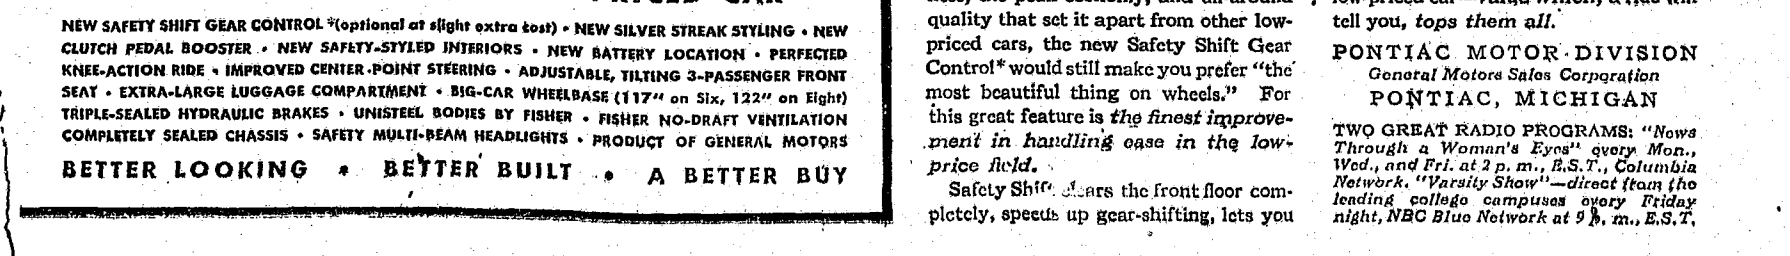 NEW SAFETY SHIFT GEAR CONTROL *(optional at slight extra cost) • NEW SILVER STREAK STYLING • NEW
CLUTCH PEDAL BOOSTER • NEW SAFETY-STYLED INTERIORS • NEW BATTERY LOCATION • PERFECTED
KNEE-ACTION RIDE • IMPROVED CENTER-POINT STEERING • ADJUSTABLE, TILTING 3-PASSENGER FRONT
SEAT • EXTRA-LARGE LUGGAGE COMPARTMENT • BIG-CAR WHEELBASE (117" on Six, 122" on Eight)
TRIPLE-SEALED HYDRAULIC BRAKES • UNISTEEL BODIES BY FISHER • FISHER NO-DRAFT VENTILATION
COMPLETELY SEALED CHASSIS • SAFETY MULTI-BEAM HEADLIGHTS • PRODUCT OF GENERAL MOTORS
BETTER LOOKING • BETTER BUILT • A BETTER BUY
quality that set it apart from other low-
priced cars, the new Safety Shift Gear
Control* would still make you prefer "the
most beautiful thing on wheels." For
this great feature is the finest improve-
ment in handling ease in the low-
price field.
Safety Shift clears the front floor com-
pletely, speeds up gear-shifting, lets you
tell you, tops them all.
PONTIAC MOTOR DIVISION
General Motors Sales Corporation
PONTIAC, MICHIGAN
TWO GREAT RADIO PROGRAMS: "News
Through a Woman's Eyes" every Mon.,
Wed., and Fri. at 2 p. m., E.S.T., Columbia
Network. "Varsity Show"—direct from the
leading college campuses every Friday
night, NBC Blue Network at 9 p. m., E.S.T.